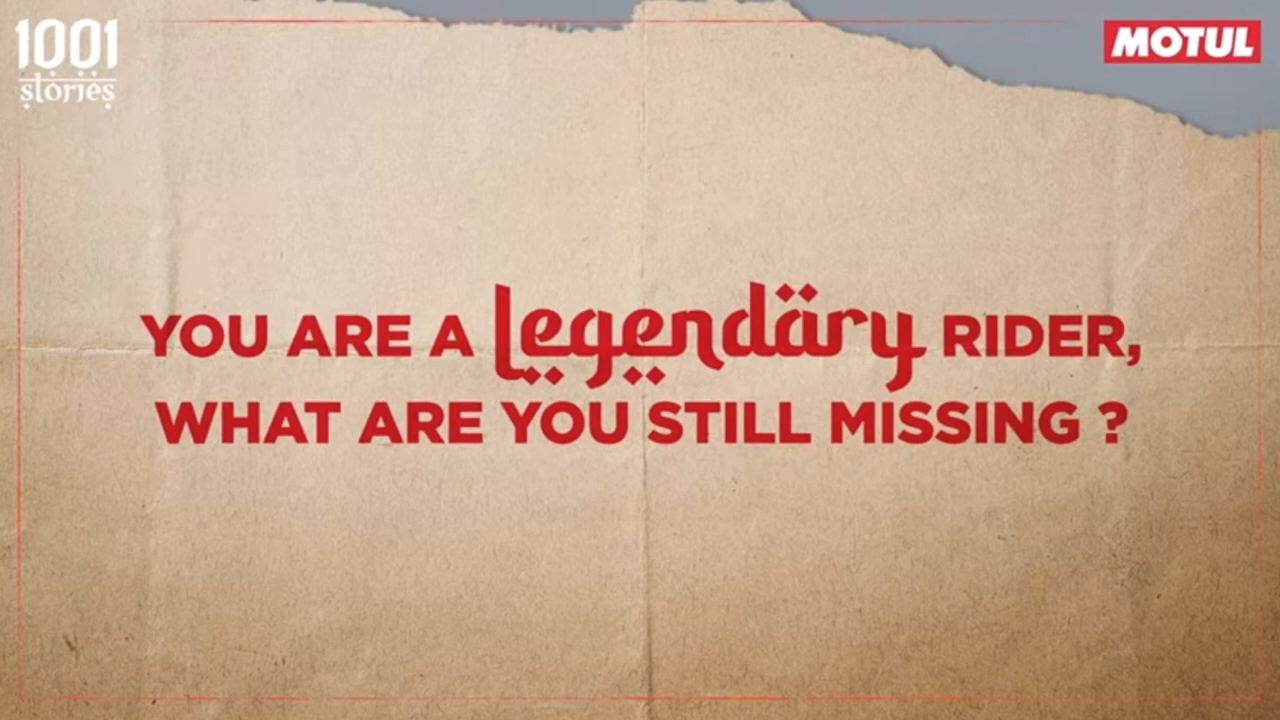 1001
stories
MOTUL
YOU ARE A legendary RIDER,
WHAT ARE YOU STILL MISSING ?